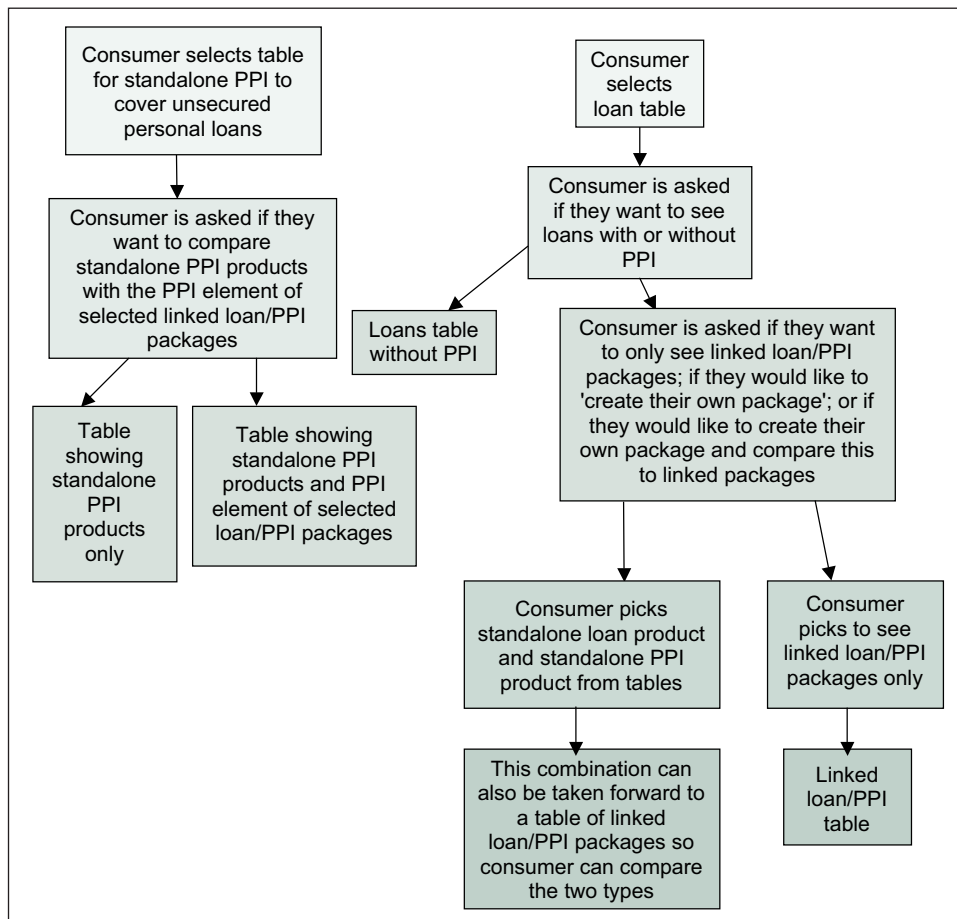 Consumer selects table
for standalone PPI to
cover unsecured
personal loans
Consumer is asked if they
want to compare
standalone PPI products
with the PPI element of
selected linked loan/PPI
packages
Table
showing
standalone
PPI
products
only
Table showing
standalone PPI
products and PPI
element of selected
loan/PPI packages
Consumer
selects
loan table
Consumer is asked
if they want to see
loans with or without
PPI
Loans table
without PPI
Consumer is asked if they want
to only see linked loan/PPI
packages; if they would like to
'create their own package'; or if
they would like to create their
own package and compare this
to linked packages
Consumer picks
standalone loan product
and standalone PPI
product from tables
This combination can
also be taken forward to
a table of linked
loan/PPI packages so
consumer can compare
the two types
Consumer
picks to see
linked loan/PPI
packages only
Linked
loan/PPI
table